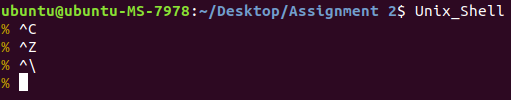 ubuntu@ubuntu-MS-7978:~/Desktop/Assignment 2$ Unix_Shell
% ^C
% ^Z
% ^\
%